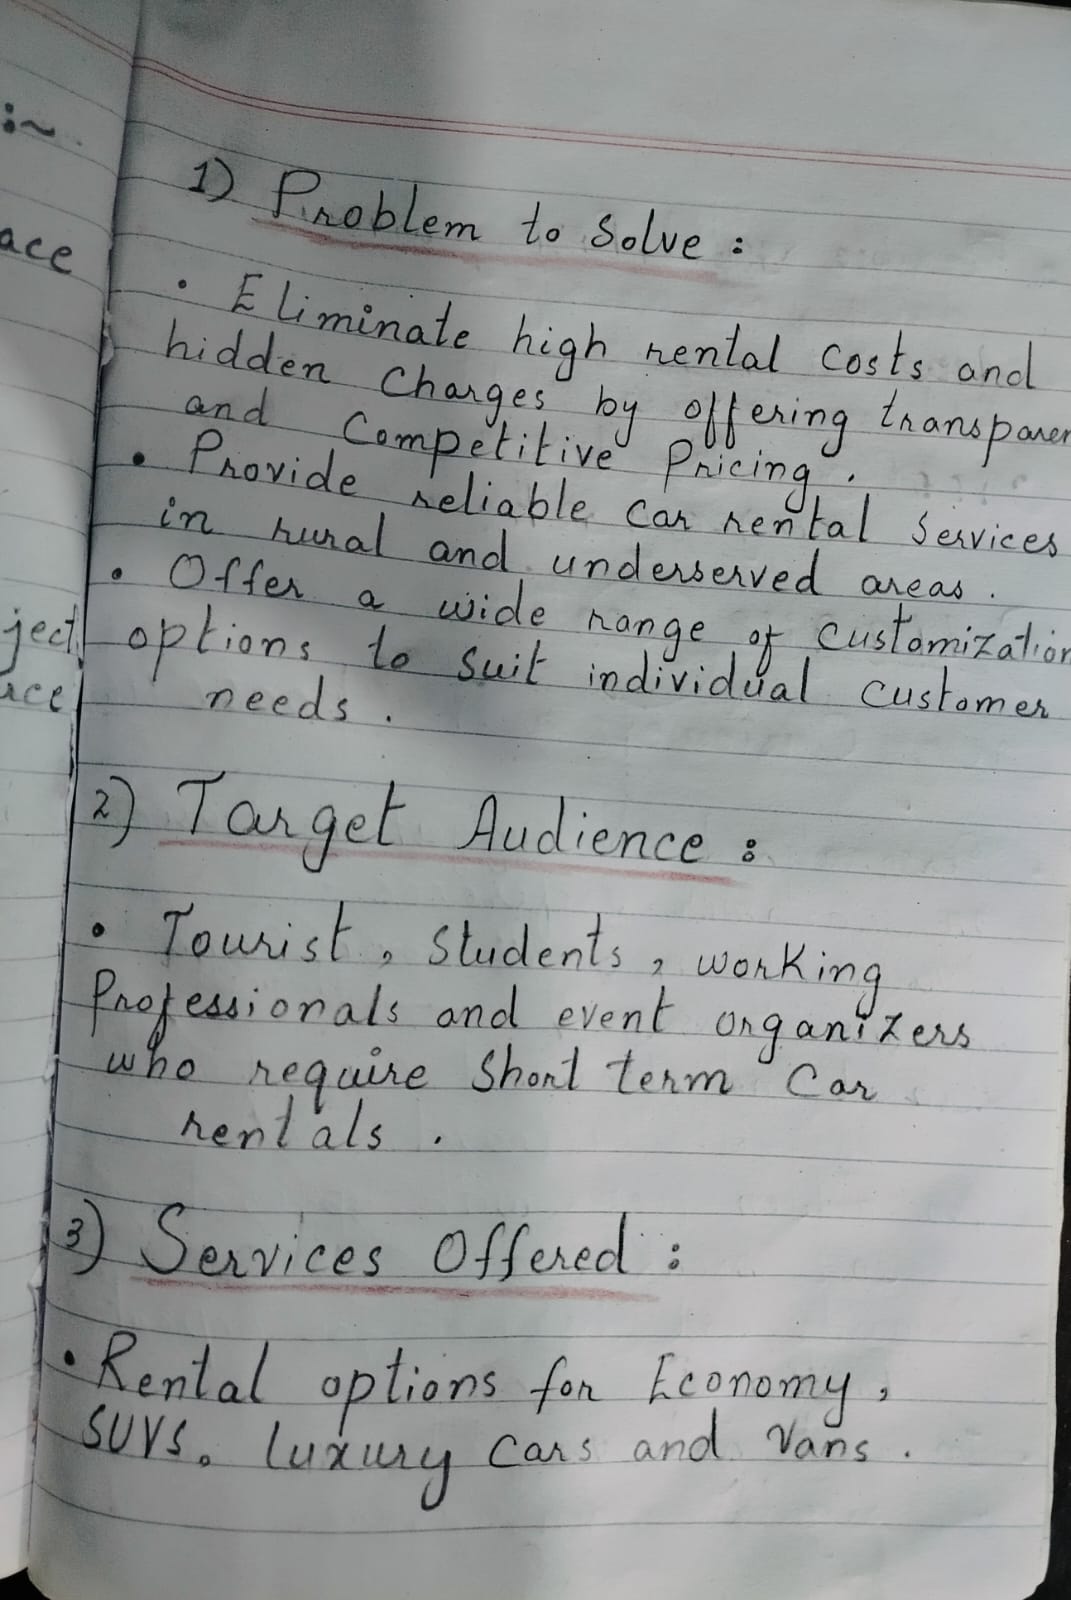 :~
ace
ject
ace
1) Problem to Solve :
• Eliminate high rental costs and
hidden charges by offering transparen
and Competitive Pricing.
• Provide reliable Car rental Services
in rural and underserved areas.
• Offer a wide range of Customization
options to suit individual customer
needs.
2) Target Audience :
• Tourist, Students, working
Professionals and event organizers
who require Short term Car
rentals.
3) Services Offered :
• Rental options for Economy,
SUVS. luxury cars and Vans.